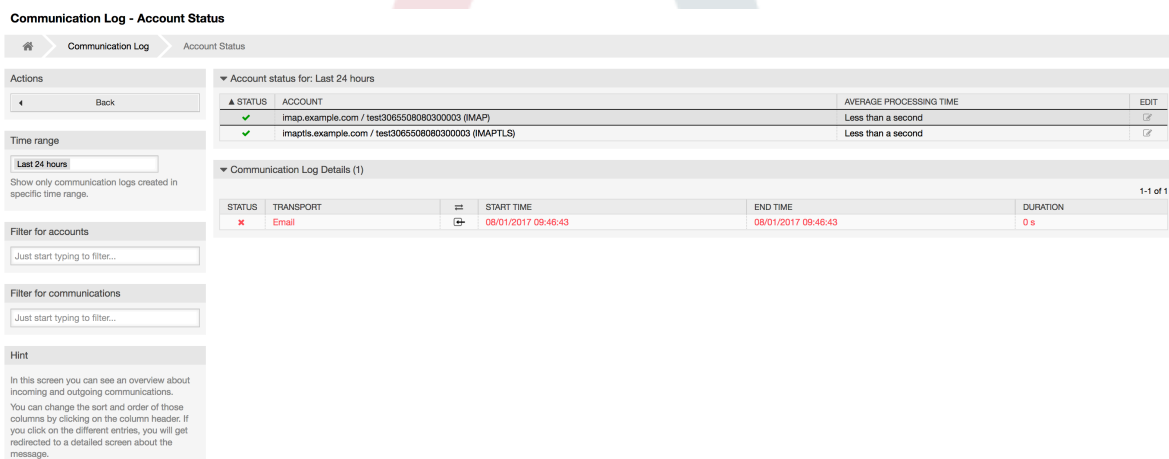 Communication Log - Account Status
Communication Log
Account Status
Actions
Back
Time range
Last 24 hours
Show only communication logs created in
specific time range.
Filter for accounts
Just start typing to filter...
Filter for communications
Just start typing to filter...
Hint
In this screen you can see an overview about
incoming and outgoing communications.
You can change the sort and order of those
columns by clicking on the column header. If
you click on the different entries, you will get
redirected to a detailed screen about the
message.
Account status for: Last 24 hours
STATUS ACCOUNT AVERAGE PROCESSING TIME EDIT
imap.example.com / test3065508080300003 (IMAP) Less than a second
imaptls.example.com / test3065508080300003 (IMAPTLS) Less than a second
Communication Log Details (1)
1-1 of 1
STATUS TRANSPORT START TIME END TIME DURATION
Email 08/01/2017 09:46:43 08/01/2017 09:46:43 0 s